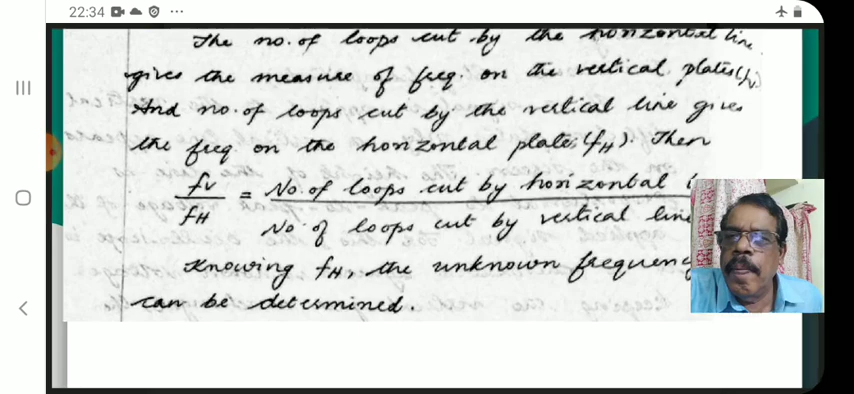 22:34
The no. of loops cut by the horizontal line
gives the measure of freq. on the vertical plates (fv)
And no. of loops cut by the vertical line gives
the freq. on the horizontal plate (fH). Then
fv/fH = No. of loops cut by horizontal
No. of loops cut by vertical line
Knowing fH, the unknown frequenc
can be determined.